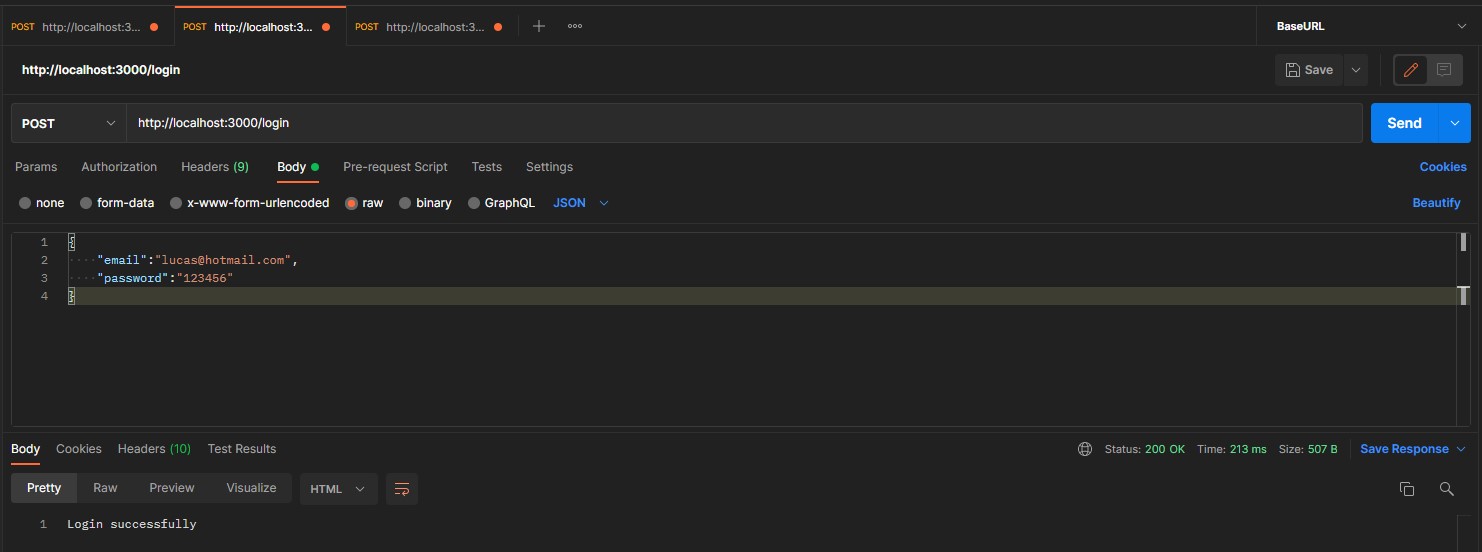 POST http://localhost:3... POST http://localhost:3... POST http://localhost:3... BaseURL
http://localhost:3000/login Save
POST http://localhost:3000/login Send
Params Authorization Headers (9) Body Pre-request Script Tests Settings Cookies
none form-data x-www-form-urlencoded raw binary GraphQL JSON Beautify
1 {
2 ····"email":"lucas@hotmail.com",
3 ····"password":"123456"
4 }
Body Cookies Headers (10) Test Results Status: 200 OK Time: 213 ms Size: 507 B Save Response
Pretty Raw Preview Visualize HTML
1 Login successfully